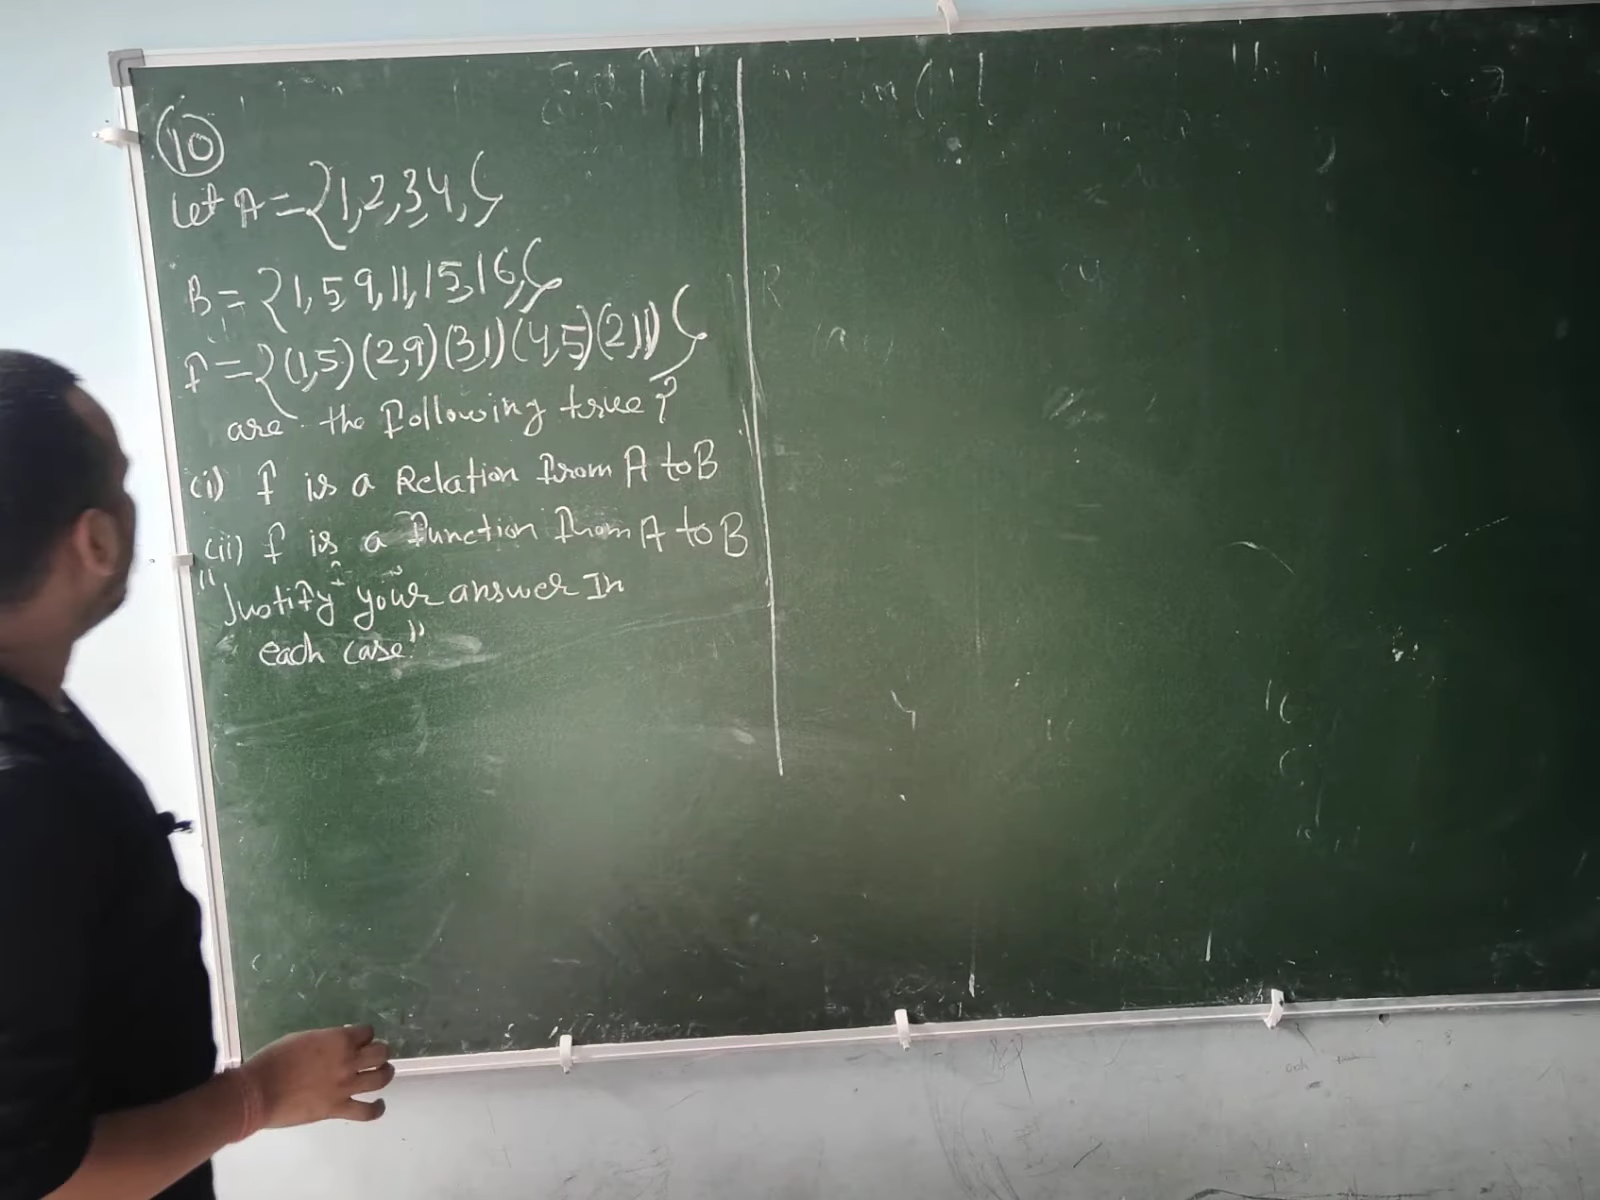 10
Let A = {1,2,3,4,}
B = {1,5,9,11,15,16,}
f = {(1,5)(2,9)(3,1)(4,5)(2,11)}
are the following true?
(i) f is a Relation from A to B
(ii) f is a function from A to B
"Justify your answer In
each case"